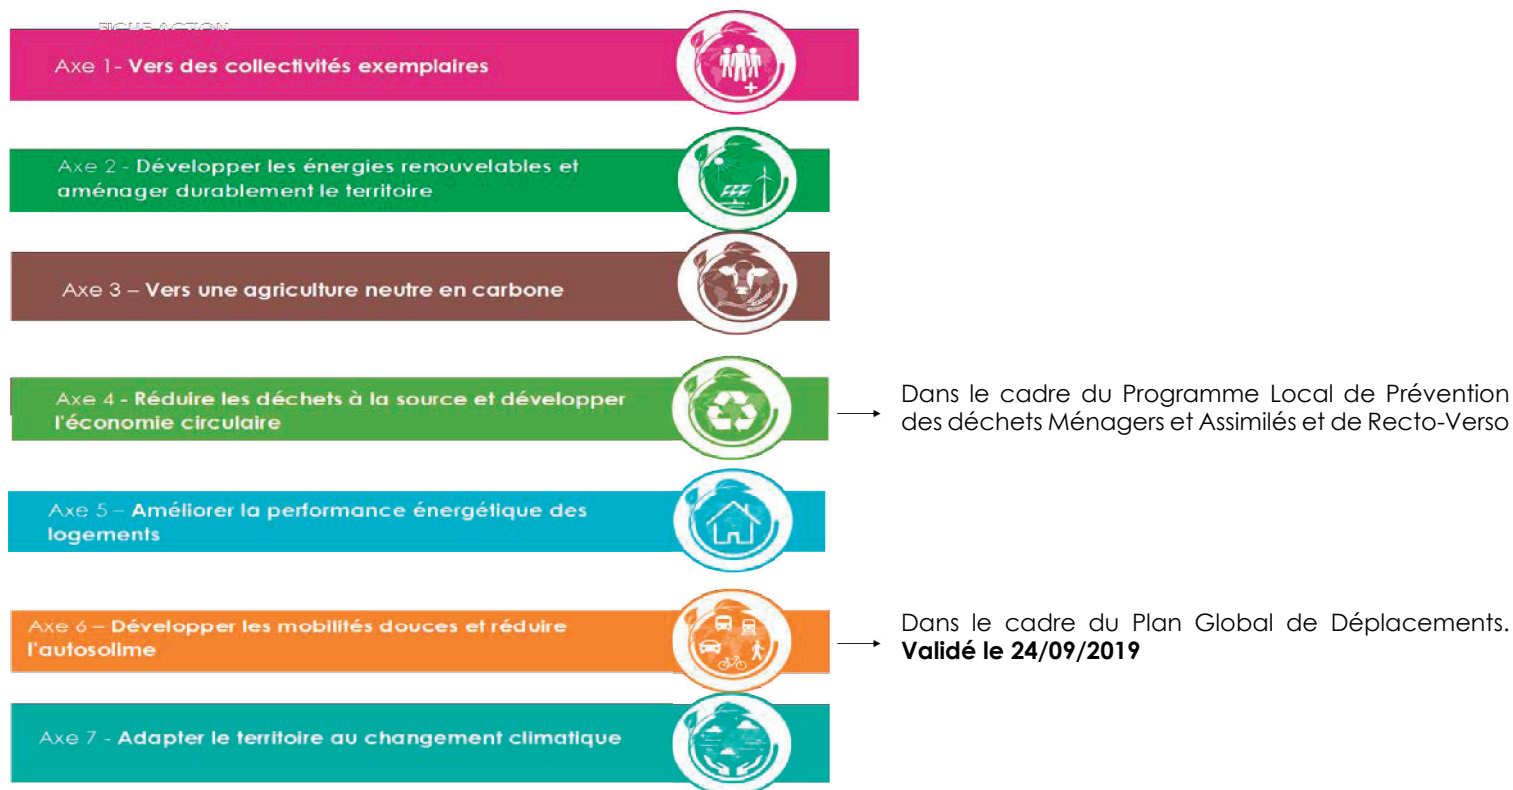 FICHE ACTION
Axe 1- Vers des collectivités exemplaires
Axe 2 - Développer les énergies renouvelables et
aménager durablement le territoire
Axe 3 – Vers une agriculture neutre en carbone
Axe 4 - Réduire les déchets à la source et développer
l'économie circulaire
Dans le cadre du Programme Local de Prévention
des déchets Ménagers et Assimilés et de Recto-Verso
Axe 5 – Améliorer la performance énergétique des
logements
Axe 6 – Développer les mobilités douces et réduire
l'autosolime
Dans le cadre du Plan Global de Déplacements.
Validé le 24/09/2019
Axe 7 - Adapter le territoire au changement climatique